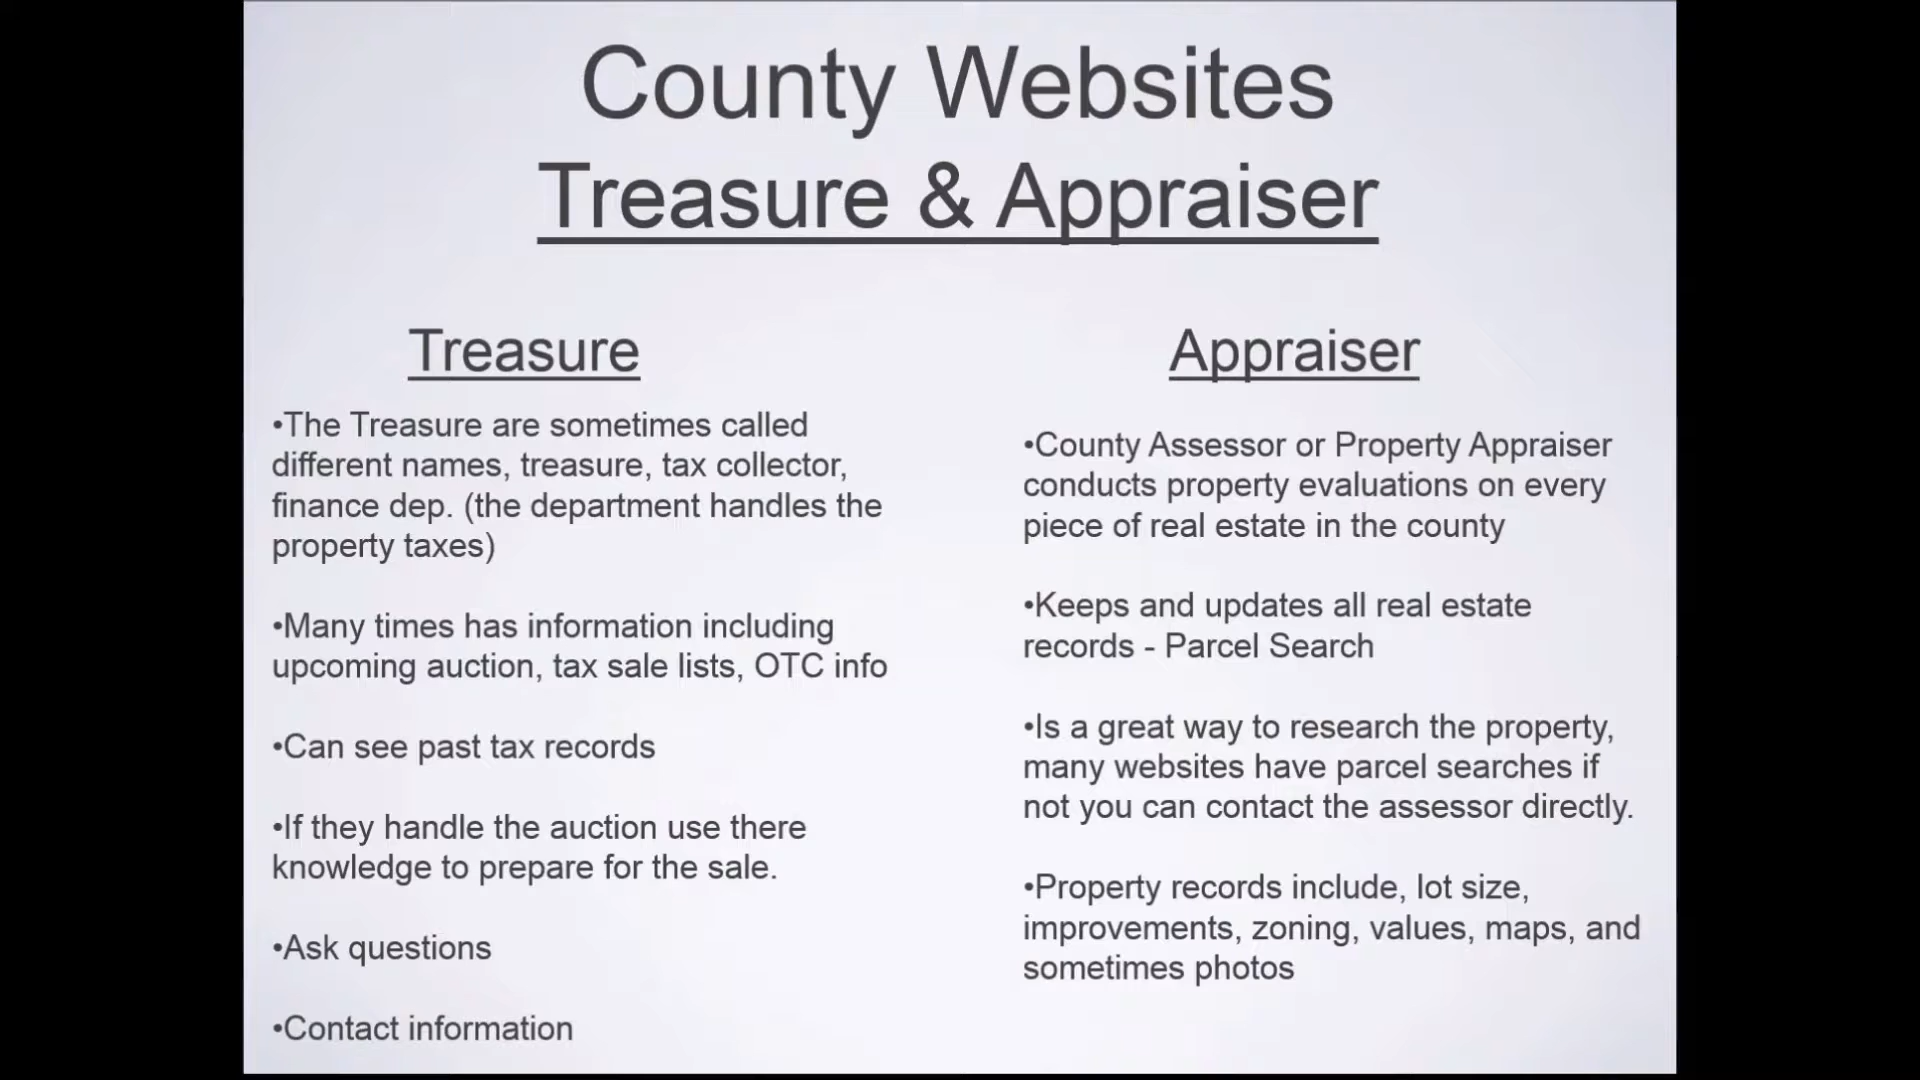 County Websites
Treasure & Appraiser
Treasure
•The Treasure are sometimes called
different names, treasure, tax collector,
finance dep. (the department handles the
property taxes)
•Many times has information including
upcoming auction, tax sale lists, OTC info
•Can see past tax records
•If they handle the auction use there
knowledge to prepare for the sale.
•Ask questions
•Contact information
Appraiser
•County Assessor or Property Appraiser
conducts property evaluations on every
piece of real estate in the county
•Keeps and updates all real estate
records - Parcel Search
•Is a great way to research the property,
many websites have parcel searches if
not you can contact the assessor directly.
•Property records include, lot size,
improvements, zoning, values, maps, and
sometimes photos